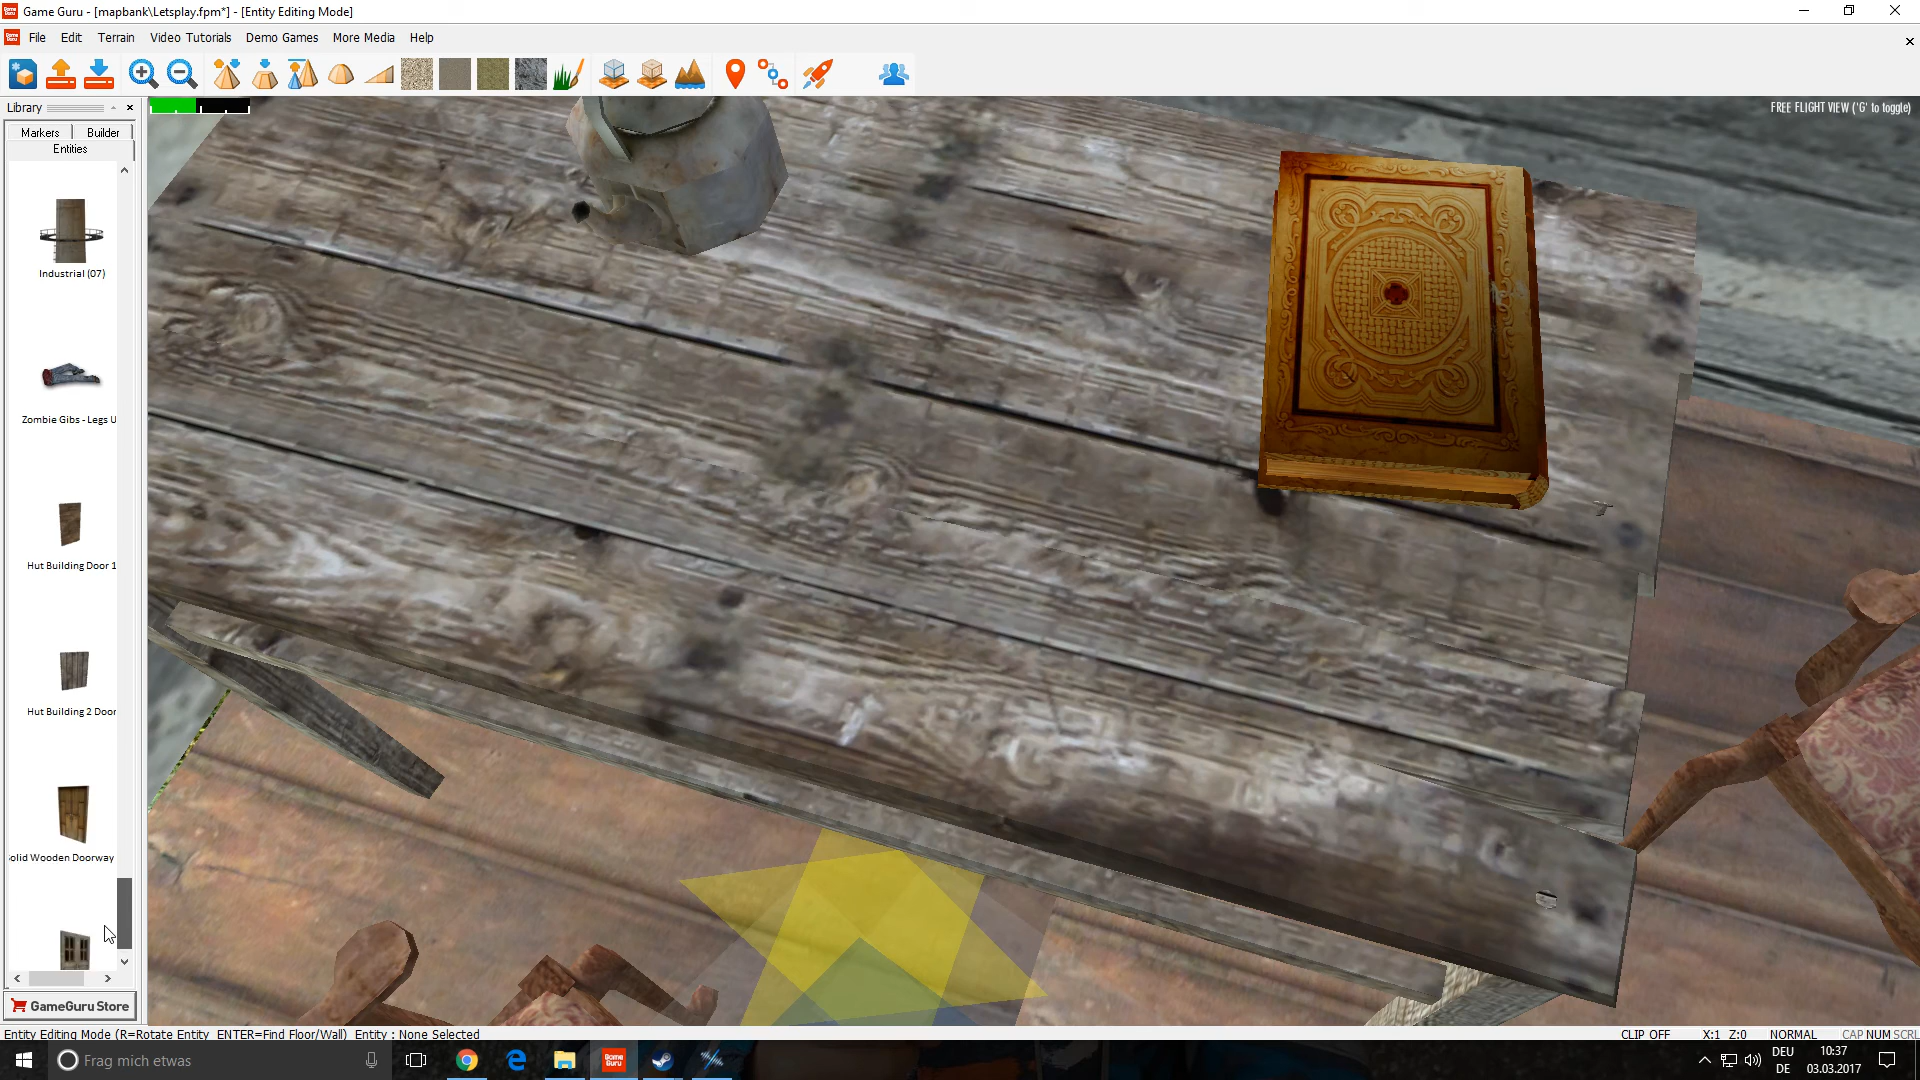 Game Guru - [mapbank\Letsplay.fpm*] - [Entity Editing Mode]
File Edit Terrain Video Tutorials Demo Games More Media Help
Library
Markers Builder
Entities
FREE FLIGHT VIEW ('G' to toggle)
Industrial (07)
Zombie Gibs - Legs U
Hut Building Door 1
Hut Building 2 Door
olid Wooden Doorway
GameGuru Store
Entity Editing Mode (R=Rotate Entity ENTER=Find Floor/Wall) Entity : None Selected
CLIP OFF X:1 Z:0 NORMAL CAP NUM SCRL
Frag mich etwas
Game Guru
DEU
DE
10:37
03.03.2017